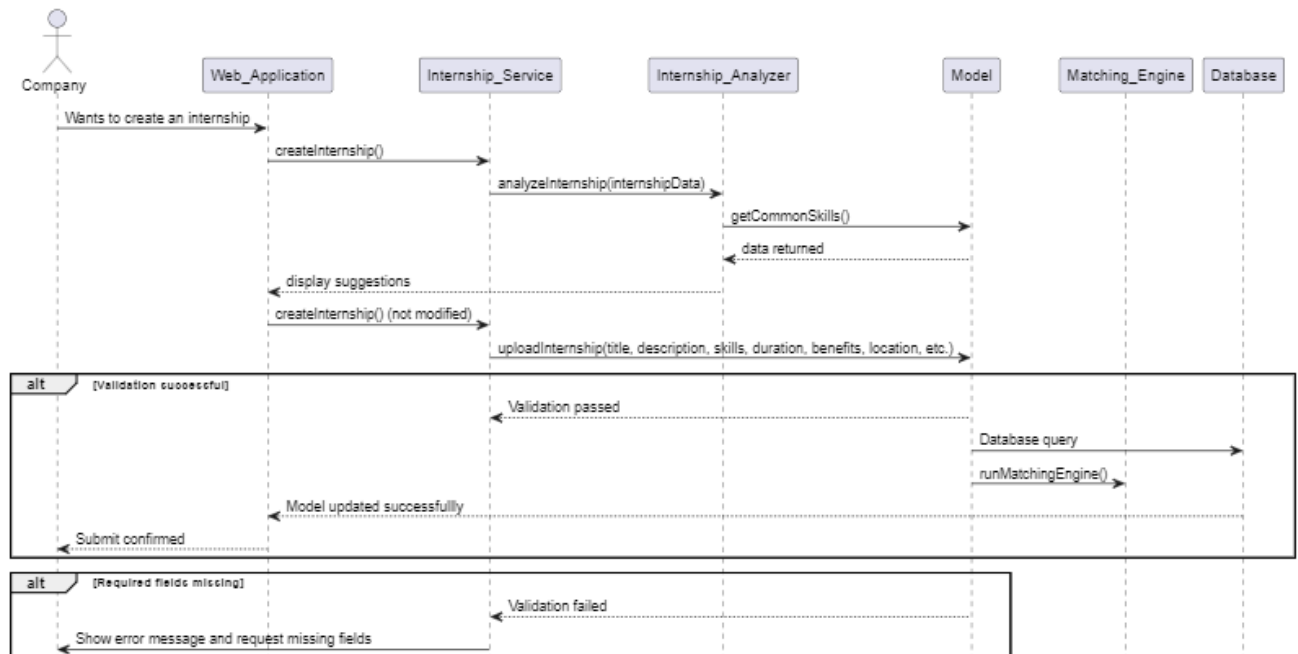 Company
Web_Application
Internship_Service
Internship_Analyzer
Model
Matching_Engine
Database
Wants to create an internship
createInternship()
analyzeInternship(internshipData)
getCommonSkills()
data returned
display suggestions
createInternship() (not modified)
uploadInternship(title, description, skills, duration, benefits, location, etc.)
alt [Validation successful]
Validation passed
Database query
runMatchingEngine()
Model updated successfullly
Submit confirmed
alt [Required fields missing]
Validation failed
Show error message and request missing fields